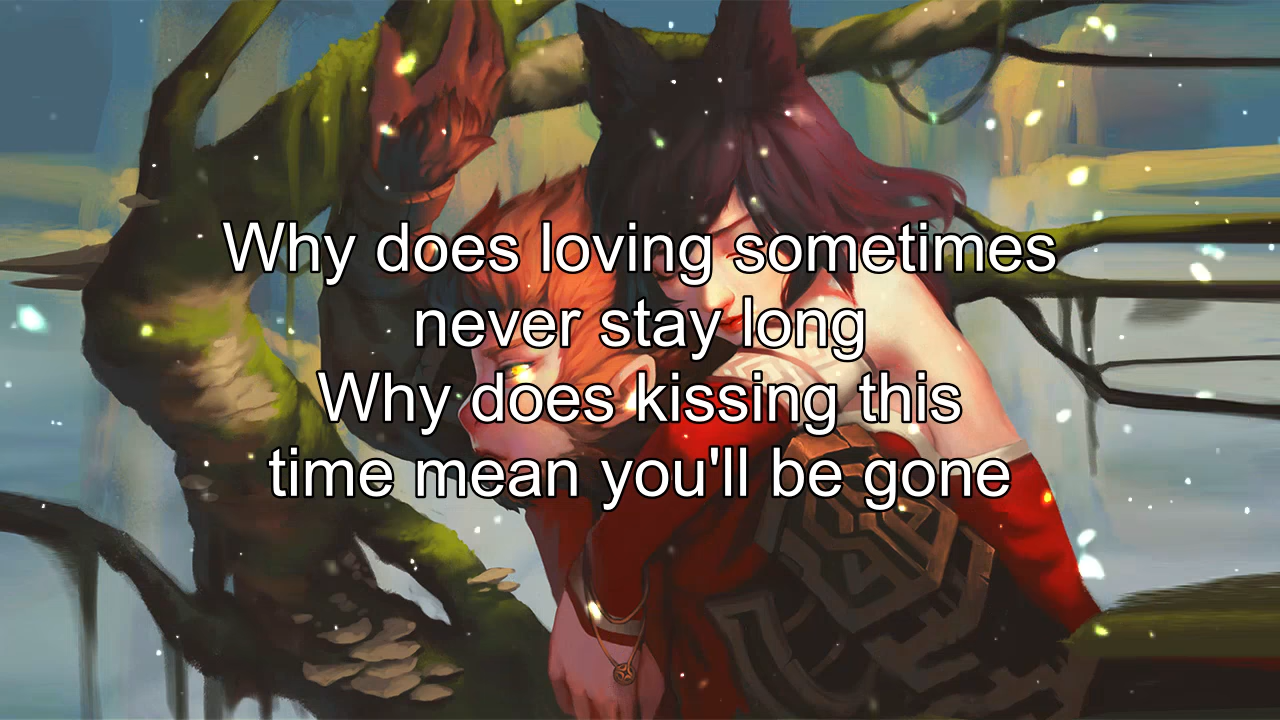 Why does loving sometimes
never stay long
Why does kissing this
time mean you'll be gone